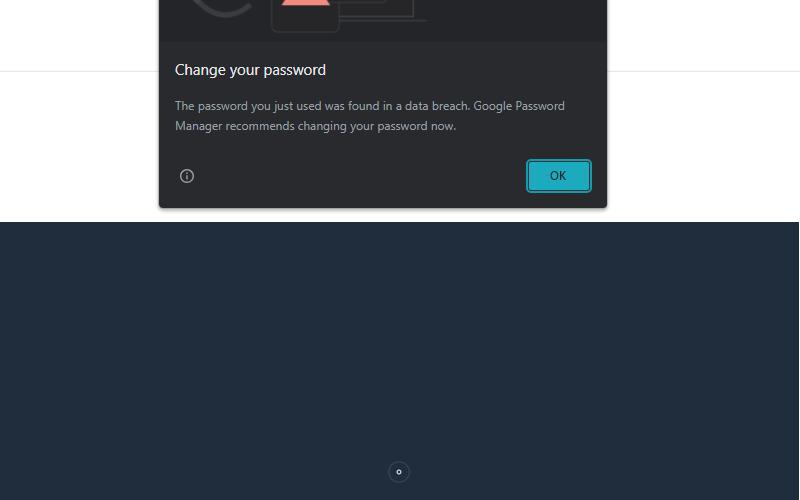 Change your password
The password you just used was found in a data breach. Google Password
Manager recommends changing your password now.
OK